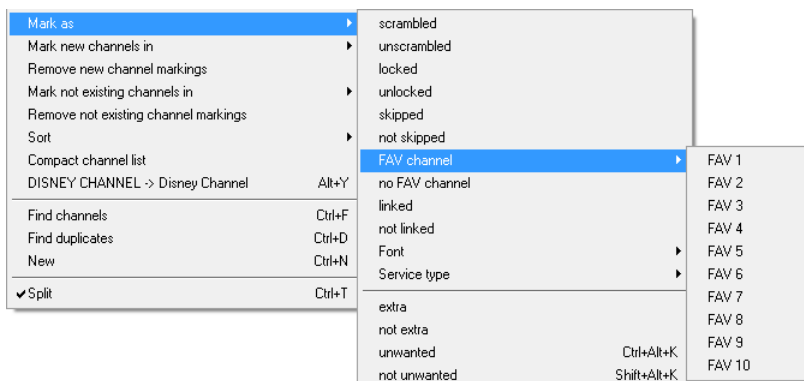 Mark as
Mark new channels in
Remove new channel markings
Mark not existing channels in
Remove not existing channel markings
Sort
Compact channel list
DISNEY CHANNEL -> Disney Channel Alt+Y
Find channels Ctrl+F
Find duplicates Ctrl+D
New Ctrl+N
Split Ctrl+T
scrambled
unscrambled
locked
unlocked
skipped
not skipped
FAV channel
no FAV channel
linked
not linked
Font
Service type
extra
not extra
unwanted Ctrl+Alt+K
not unwanted Shift+Alt+K
FAV 1
FAV 2
FAV 3
FAV 4
FAV 5
FAV 6
FAV 7
FAV 8
FAV 9
FAV 10